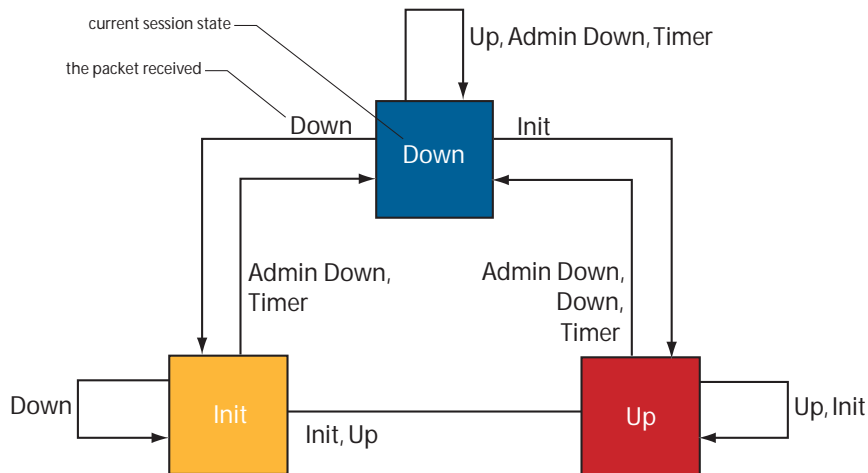 current session state
Up, Admin Down, Timer
the packet received
Down
Init
Down
Admin Down,
Timer
Admin Down,
Down,
Timer
Down
Init
Init, Up
Up
Up, Init